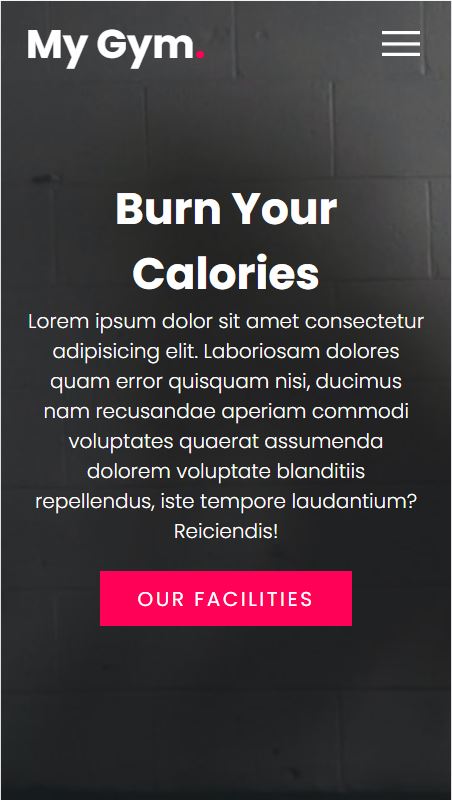 My Gym.
Burn Your
Calories
Lorem ipsum dolor sit amet consectetur
adipisicing elit. Laboriosam dolores
quam error quisquam nisi, ducimus
nam recusandae aperiam commodi
voluptates quaerat assumenda
dolorem voluptate blanditiis
repellendus, iste tempore laudantium?
Reiciendis!
OUR FACILITIES